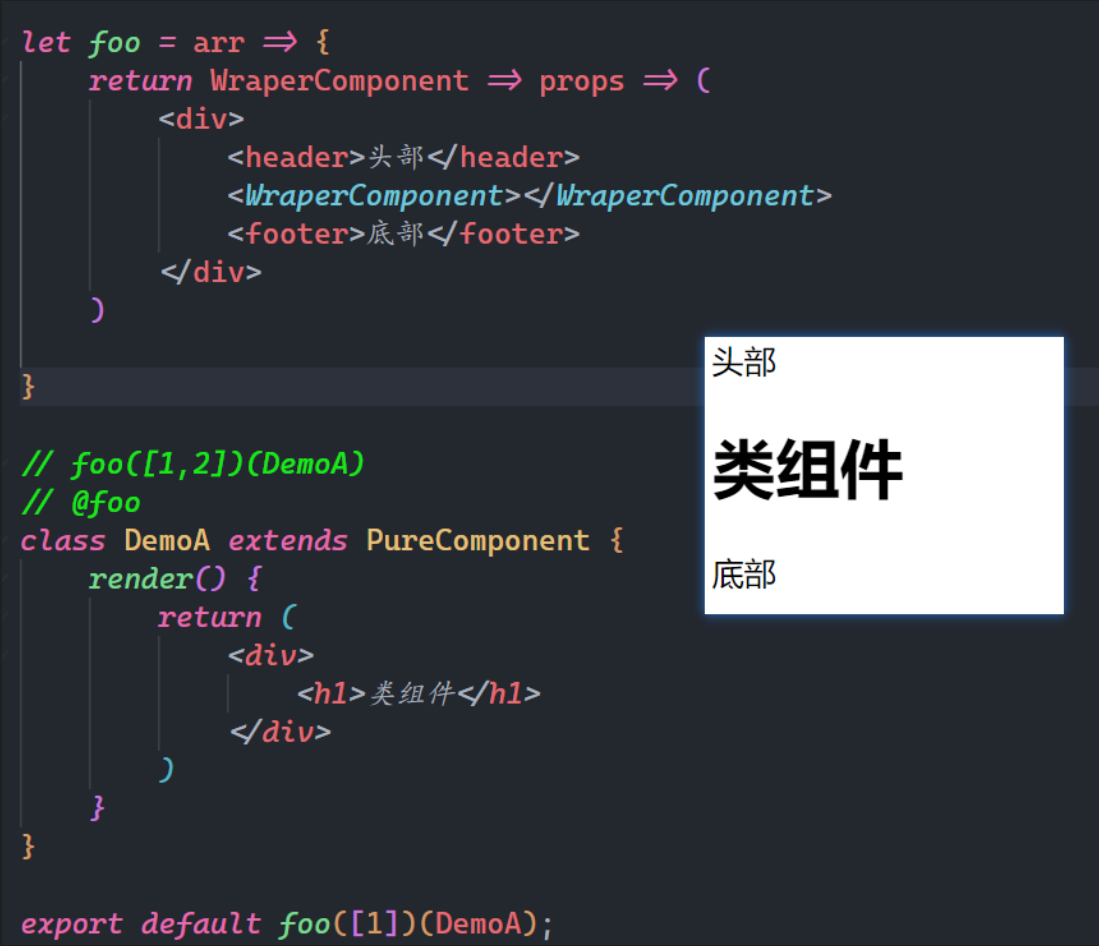 let foo = arr => {
    return WraperComponent => props => (
        <div>
            <header>头部</header>
            <WraperComponent></WraperComponent>
            <footer>底部</footer>
        </div>
    )
}
// foo([1,2])(DemoA)
// @foo
class DemoA extends PureComponent {
    render() {
        return (
            <div>
                <h1>类组件</h1>
            </div>
        )
    }
}
export default foo([1])(DemoA);
头部
类组件
底部